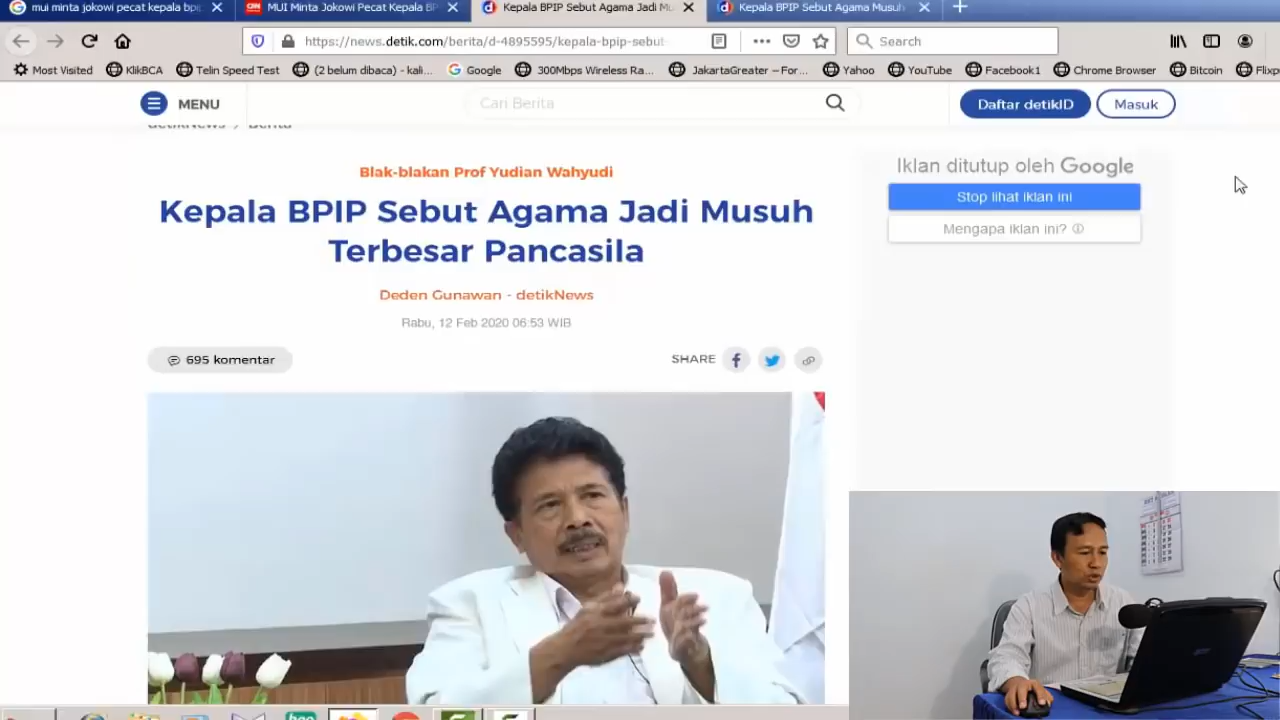 mui minta jokowi pecat kepala bpi
MUI Minta Jokowi Pecat Kepala B
Kepala BPIP Sebut Agama Jadi Mu
Kepala BPIP Sebut Agama Musuh
https://news.detik.com/berita/d-4895595/kepala-bpip-sebut-
Search
Most Visited
KlikBCA
Telin Speed Test
(2 belum dibaca) - kali...
Google
300Mbps Wireless Ra...
JakartaGreater – For...
Yahoo
YouTube
Facebook1
Chrome Browser
Bitcoin
Flixp
MENU
Cari Berita
Daftar detikID
Masuk
detikNews > Berita
Blak-blakan Prof Yudian Wahyudi
Kepala BPIP Sebut Agama Jadi Musuh
Terbesar Pancasila
Deden Gunawan - detikNews
Rabu, 12 Feb 2020 06:53 WIB
695 komentar
SHARE
Iklan ditutup oleh Google
Stop lihat iklan ini
Mengapa iklan ini?